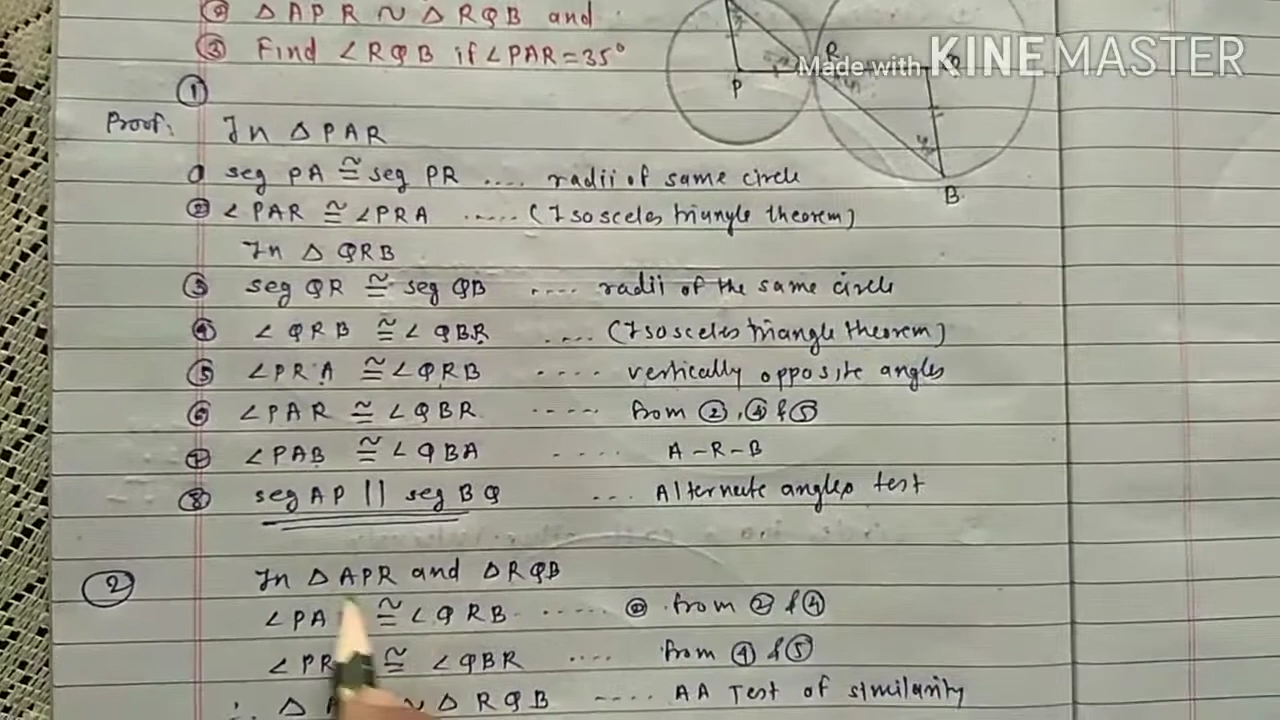 ② △ APR ~ △ RQB and
③ Find ∠RQB if ∠PAR=35°
R
Made with KINEMASTER
P
B
①
Proof: In △ PAR
① seg PA ≅ seg PR .... radii of same circle
② ∠ PAR ≅ ∠PRA ..... (Isosceles triangle theorem)
In △ QRB
③ seg QR ≅ seg QB .... radii of the same circle
④ ∠ QRB ≅ ∠ QBR .... (Isosceles triangle theorem)
⑤ ∠PRA ≅ ∠QRB .... vertically opposite angles
⑥ ∠PAR ≅ ∠QBR ..... from ②, ④ & ⑤
⑦ ∠PAB ≅ ∠QBA .... A-R-B
⑧ seg AP || seg BQ ... Alternate angles test
② In △ APR and △RQB
∠PA ≅ ∠QRB ..... from ② & ④
∠PR ≅ ∠QBR .... from ④ & ⑤
∴ △ ~ △ RQB .... AA Test of similarity